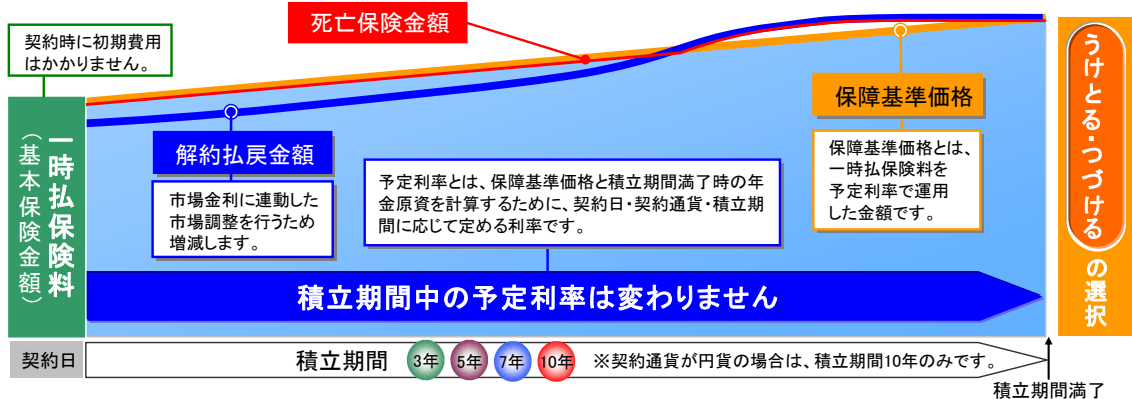 死亡保険金額
契約時に初期費用
はかかりません。
一時払保険料
（基本保険金額）
解約払戻金額
市場金利に連動した
市場調整を行うため
増減します。
予定利率とは、保障基準価格と積立期間満了時の年
金原資を計算するために、契約日・契約通貨・積立期
間に応じて定める利率です。
保障基準価格
保障基準価格とは、
一時払保険料を
予定利率で運用
した金額です。
うけとる・つづける
の選択
積立期間中の予定利率は変わりません
契約日
積立期間 3年 5年 7年 10年 ※契約通貨が円貨の場合は、積立期間10年のみです。
積立期間満了